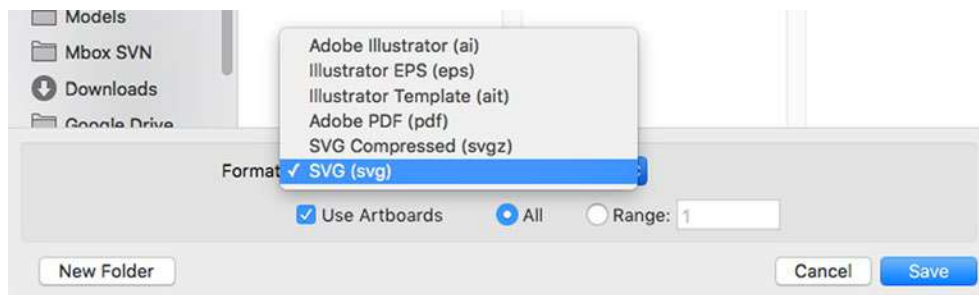 Models
Mbox SVN
Downloads
Google Drive
Adobe Illustrator (ai)
Illustrator EPS (eps)
Illustrator Template (ait)
Adobe PDF (pdf)
SVG Compressed (svgz)
Format ✓ SVG (svg)
Use Artboards All Range: 1
New Folder Cancel Save